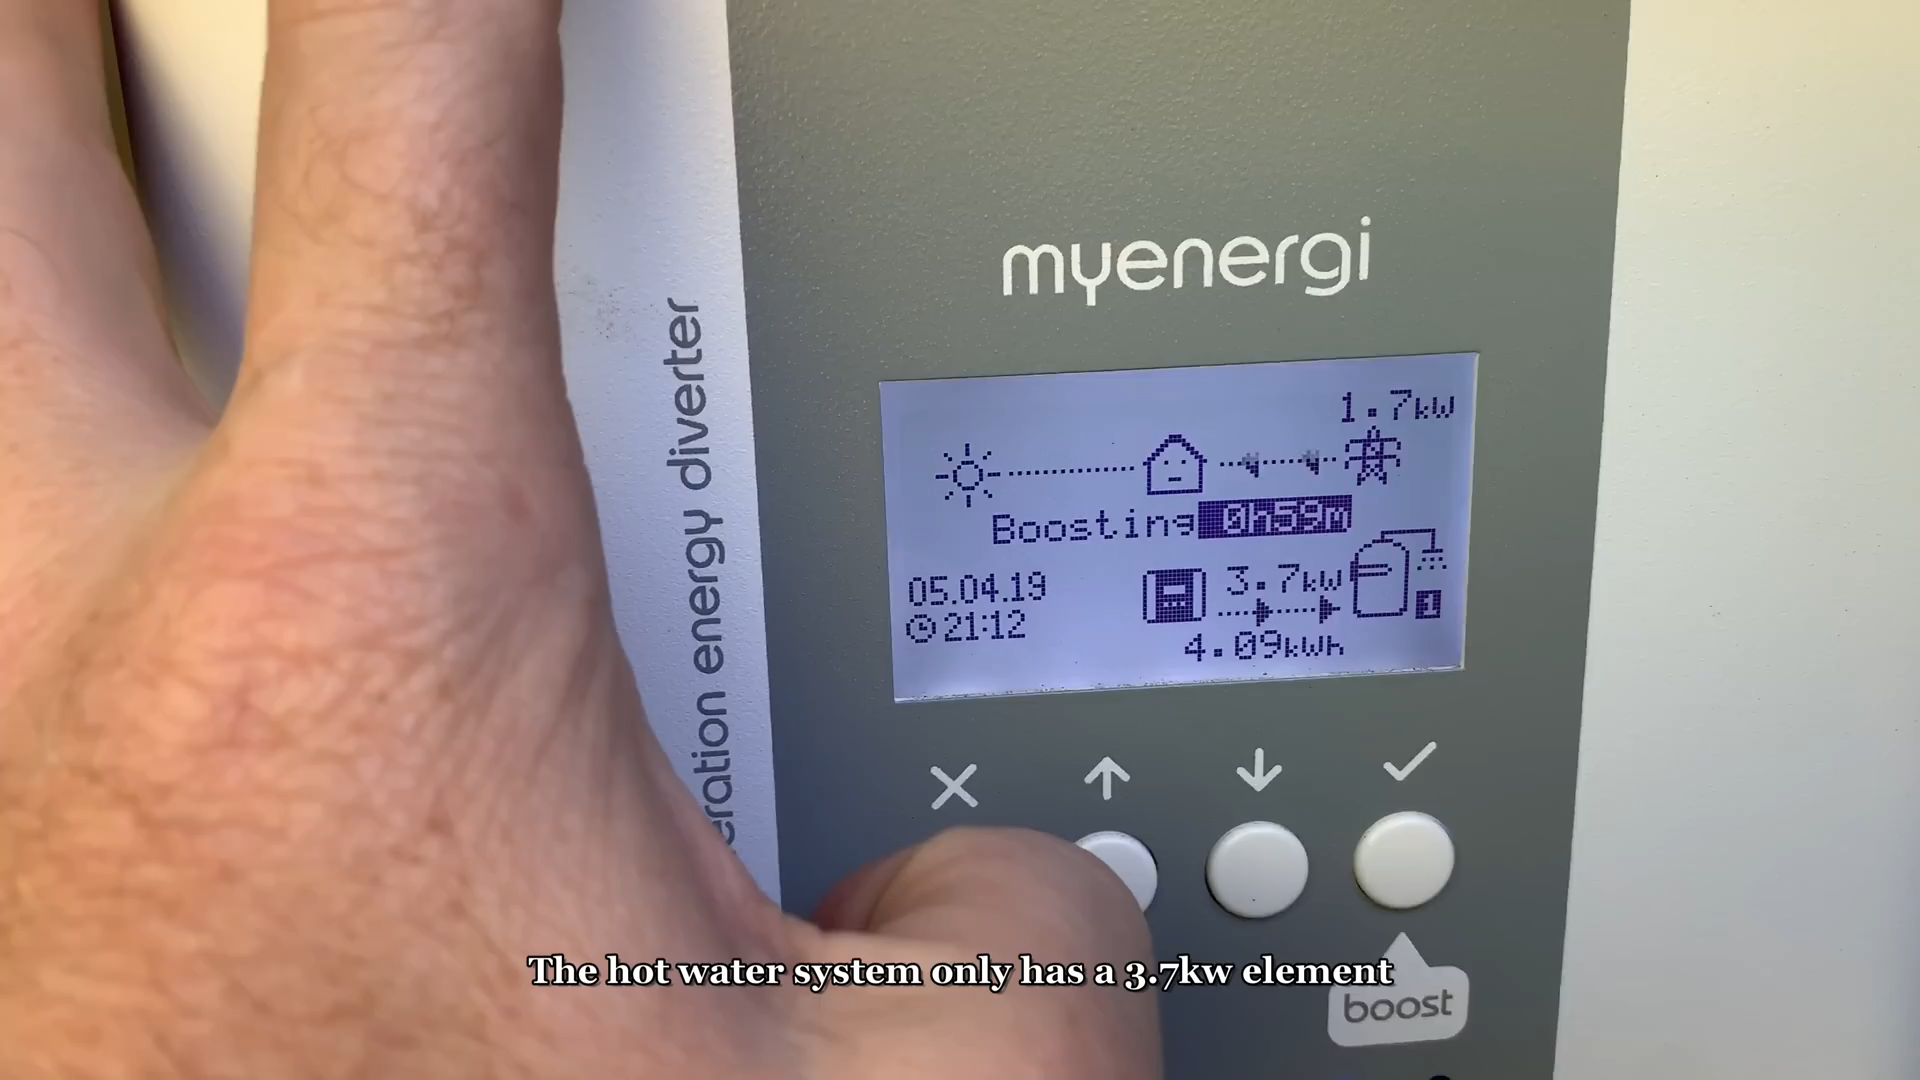 myenergi
eration energy diverter
1.7kW
Boosting 0h59m
05.04.19
21:12
3.7kW
1
4.09kWh
The hot water system only has a 3.7kw element
boost